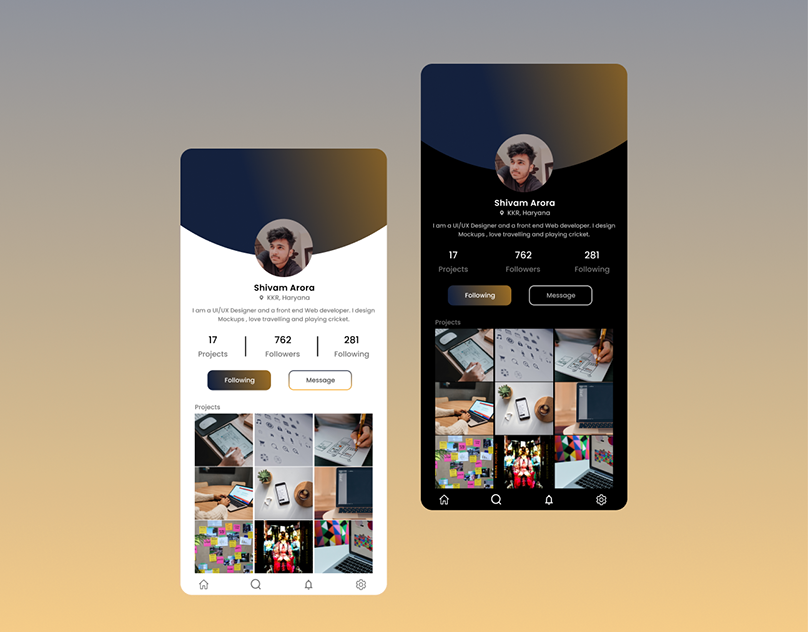 Shivam Arora
KKR, Haryana
I am a UI/UX Designer and a front end Web developer. I design
Mockups , love travelling and playing cricket.
17 762 281
Projects Followers Following
Following Message
Projects
Shivam Arora
KKR, Haryana
I am a UI/UX Designer and a front end Web developer. I design
Mockups , love travelling and playing cricket.
17 762 281
Projects Followers Following
Following Message
Projects